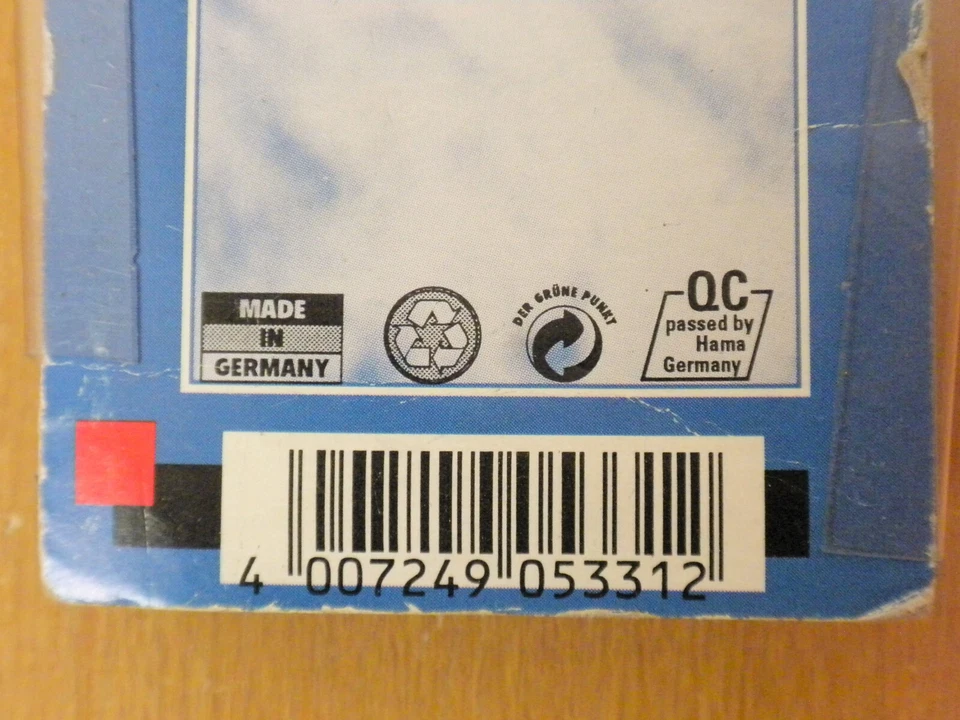 MADE
IN
GERMANY
DER GRÜNE PUNKT
QC
passed by
Hama
Germany
4 007249 053312